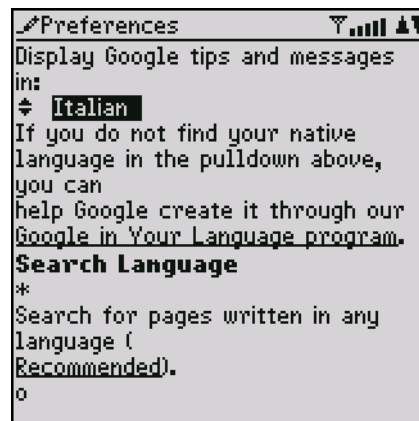 Preferences
Display Google tips and messages
in:
Italian
If you do not find your native
language in the pulldown above,
you can
help Google create it through our
Google in Your Language program.
Search Language
*
Search for pages written in any
language (
Recommended).
o